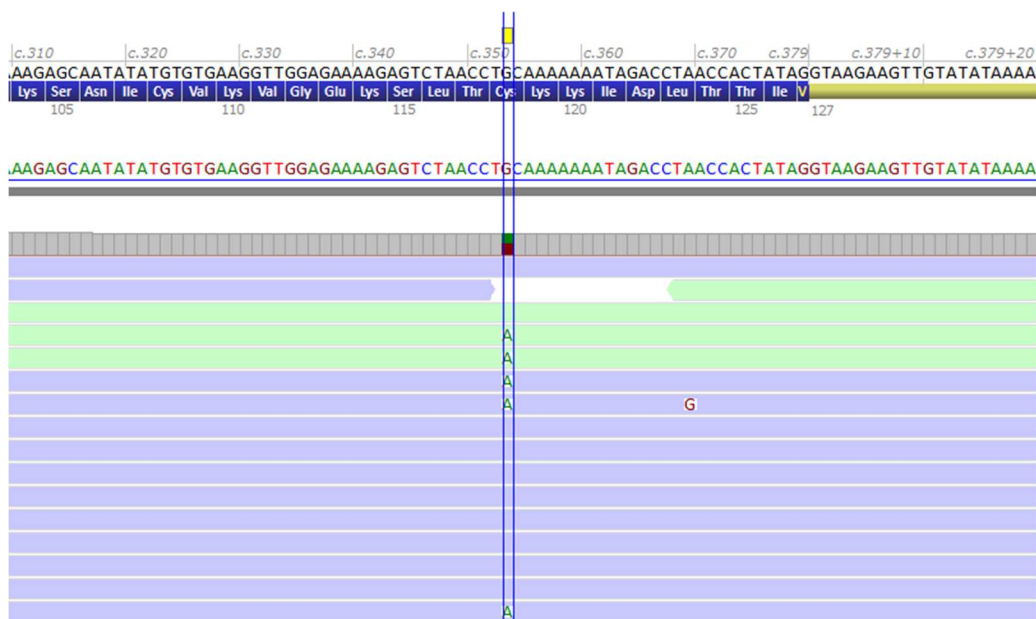 c.310 c.320 c.330 c.340 c.350 c.360 c.370 c.379 c.379+10 c.379+20
AAAGAGCAATATATGTGTGAAGGTTGGAGAAAAGAGTCTAACCTGCAAAAAAATAGACCTAACCACTATAGGTAAGAAGTTGTATATAAAA
Lys Ser Asn Ile Cys Val Lys Val Gly Glu Lys Ser Leu Thr Cys Lys Lys Ile Asp Leu Thr Thr Ile V
105 110 115 120 125 127
AAAGAGCAATATATGTGTGAAGGTTGGAGAAAAGAGTCTAACCTGCAAAAAAATAGACCTAACCACTATAGGTAAGAAGTTGTATATAAAA
A
A
A
A G
A